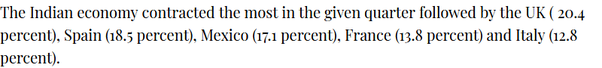 The Indian economy contracted the most in the given quarter followed by the UK ( 20.4
percent), Spain (18.5 percent), Mexico (17.1 percent), France (13.8 percent) and Italy (12.8
percent).